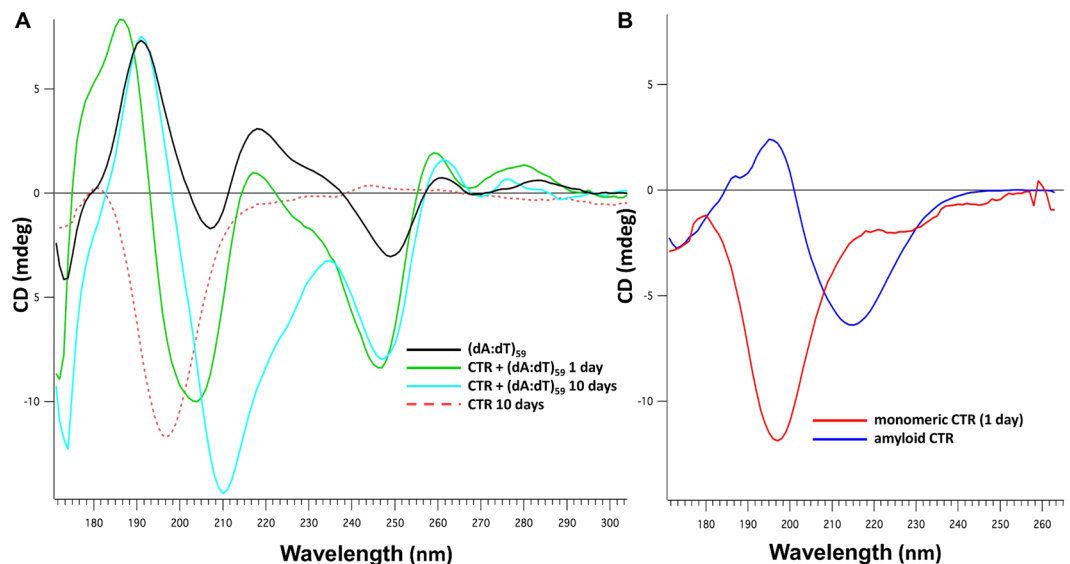 A
CD (mdeg)
5
0
5
-10
180 190 200 210 220 230 240 250 260 270 280 290 300
Wavelength (nm)
(dA:dT)59
CTR + (dA:dT)59 1 day
CTR + (dA:dT)59 10 days
CTR 10 days
B
CD (mdeg)
5
0
-5
-10
180 190 200 210 220 230 240 250 260
Wavelength (nm)
monomeric CTR (1 day)
amyloid CTR